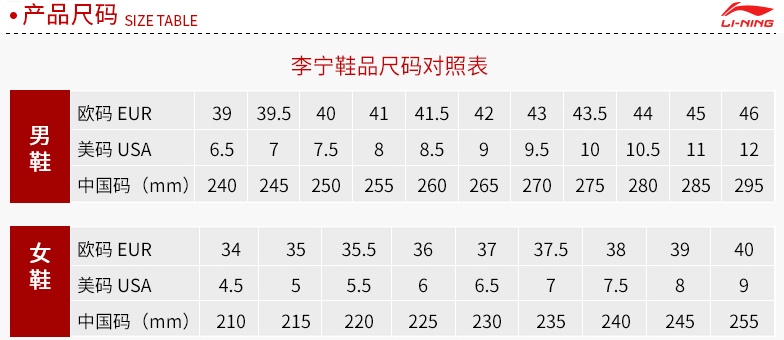 • 产品尺码 SIZE TABLE
LI-NING
李宁鞋品尺码对照表
男鞋
欧码 EUR 39 39.5 40 41 41.5 42 43 43.5 44 45 46
美码 USA 6.5 7 7.5 8 8.5 9 9.5 10 10.5 11 12
中国码（mm） 240 245 250 255 260 265 270 275 280 285 295
女鞋
欧码 EUR 34 35 35.5 36 37 37.5 38 39 40
美码 USA 4.5 5 5.5 6 6.5 7 7.5 8 9
中国码（mm） 210 215 220 225 230 235 240 245 255